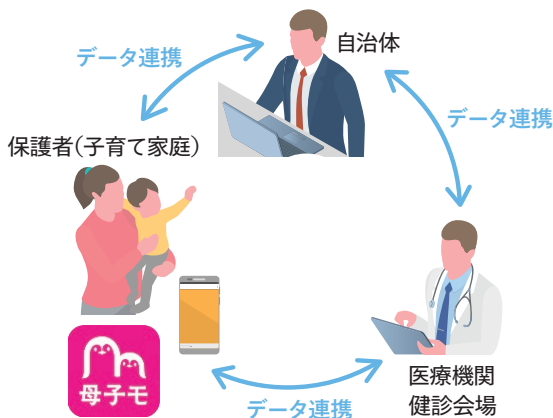 自治体
データ連携
データ連携
保護者(子育て家庭)
母子モ
医療機関
健診会場
データ連携